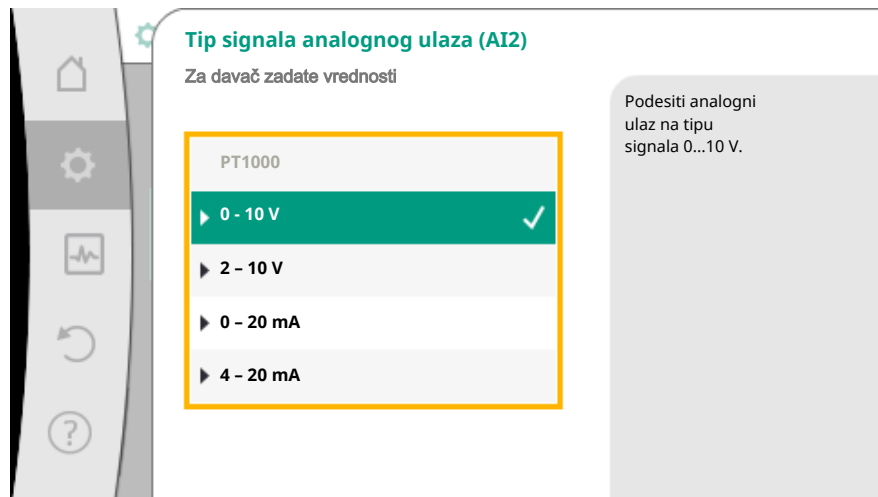 Tip signala analognog ulaza (AI2)
Za davač zadate vrednosti
PT1000
0 - 10 V
2 – 10 V
0 – 20 mA
4 – 20 mA
Podesiti analogni
ulaz na tipu
signala 0...10 V.
?